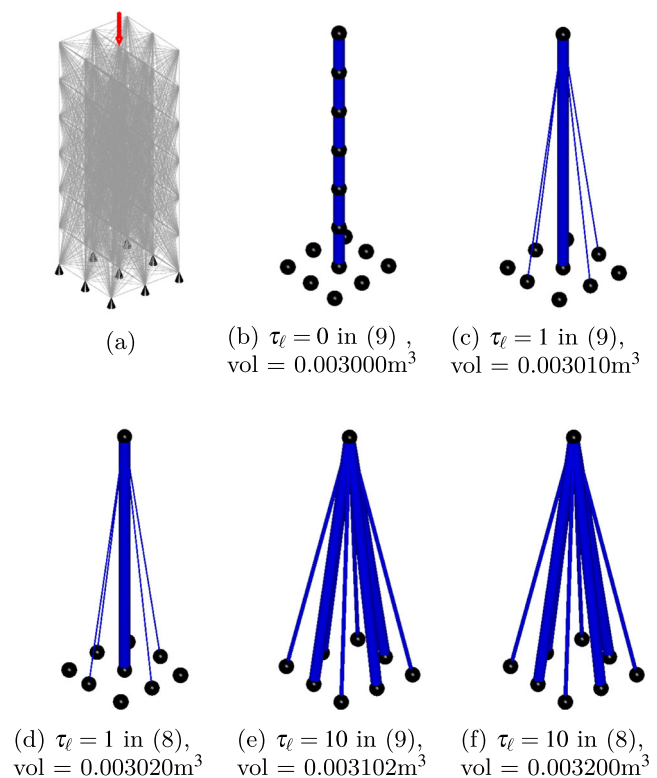 (a)
(b) τℓ = 0 in (9) ,
vol = 0.003000m³
(c) τℓ = 1 in (9),
vol = 0.003010m³
(d) τℓ = 1 in (8),
vol = 0.003020m³
(e) τℓ = 10 in (9),
vol = 0.003102m³
(f) τℓ = 10 in (8),
vol = 0.003200m³